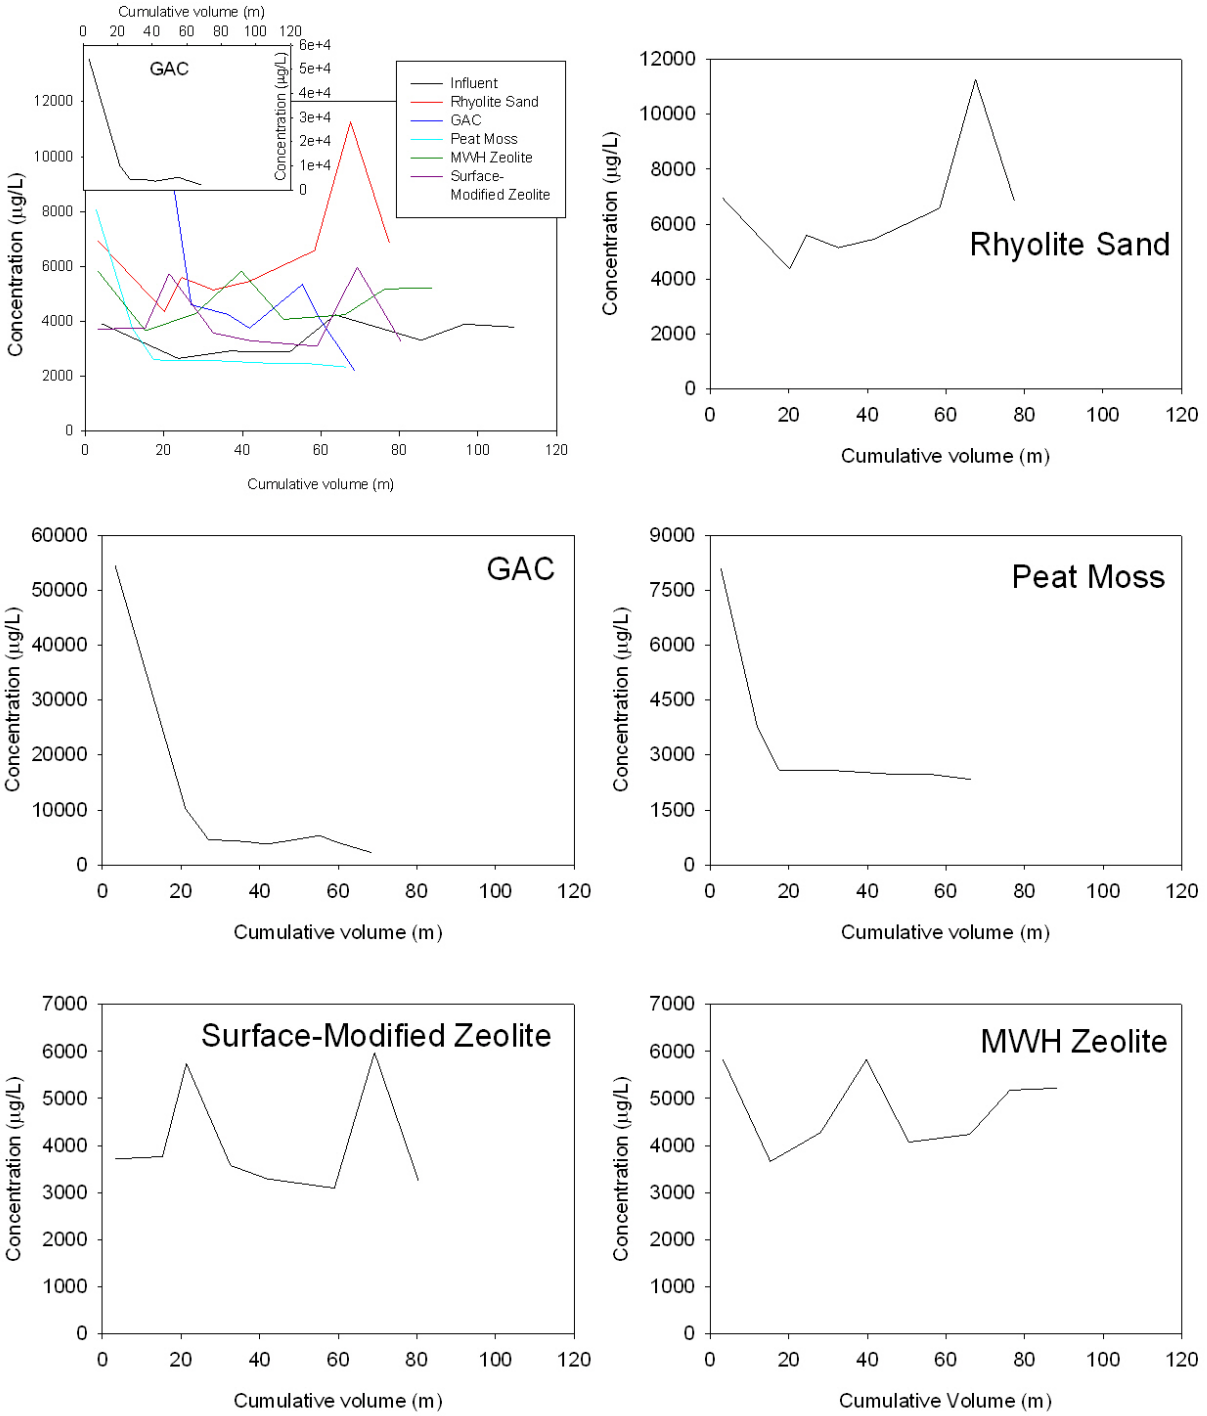 Cumulative volume (m)
0 20 40 60 80 100 120
GAC
6e+4
5e+4
4e+4
3e+4
2e+4
1e+4
0
Concentration (µg/L)
Influent
Rhyolite Sand
GAC
Peat Moss
MWH Zeolite
Surface-
Modified Zeolite
12000
10000
8000
6000
4000
2000
0
Concentration (µg/L)
0 20 40 60 80 100 120
Cumulative volume (m)
12000
10000
8000
6000
4000
2000
0
Concentration (µg/L)
Rhyolite Sand
0 20 40 60 80 100 120
Cumulative volume (m)
60000
50000
40000
30000
20000
10000
0
Concentration (µg/L)
GAC
0 20 40 60 80 100 120
Cumulative volume (m)
9000
7500
6000
4500
3000
1500
0
Concentration (µg/L)
Peat Moss
0 20 40 60 80 100 120
Cumulative volume (m)
7000
6000
5000
4000
3000
2000
1000
0
Concentration (µg/L)
Surface-Modified Zeolite
0 20 40 60 80 100 120
Cumulative volume (m)
7000
6000
5000
4000
3000
2000
1000
0
Concentration (µg/L)
MWH Zeolite
0 20 40 60 80 100 120
Cumulative Volume (m)